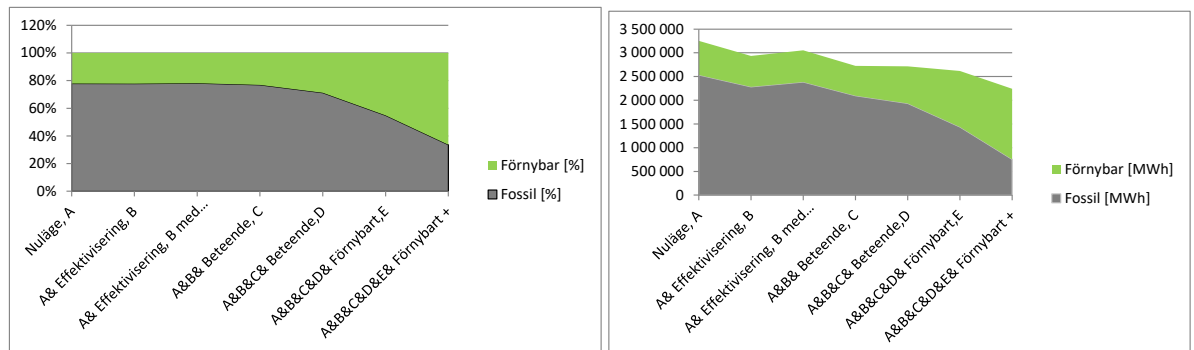 120%
100%
80%
60%
40%
20%
0%
Förnybar [%]
Fossil [%]
Nuläge, A
A& Effektivisering, B
A& Effektivisering, B med...
A&B& Beteende, C
A&B&C& Beteende,D
A&B&C&D& Förnybart,E
A&B&C&D&E& Förnybart +
3 500 000
3 000 000
2 500 000
2 000 000
1 500 000
1 000 000
500 000
0
Förnybar [MWh]
Fossil [MWh]
Nuläge, A
A& Effektivisering, B
A& Effektivisering, B med...
A&B& Beteende, C
A&B&C& Beteende,D
A&B&C&D& Förnybart,E
A&B&C&D&E& Förnybart +